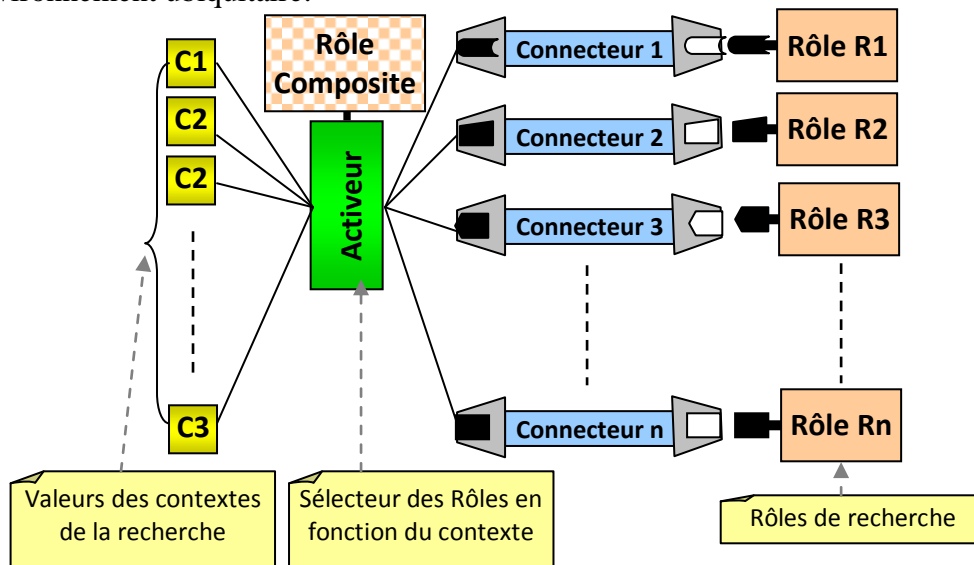 vironnement ubiquitaire.
C1
C2
C2
C3
Rôle
Composite
Activeur
Connecteur 1
Connecteur 2
Connecteur 3
Connecteur n
Rôle R1
Rôle R2
Rôle R3
Rôle Rn
Valeurs des contextes
de la recherche
Sélecteur des Rôles en
fonction du contexte
Rôles de recherche